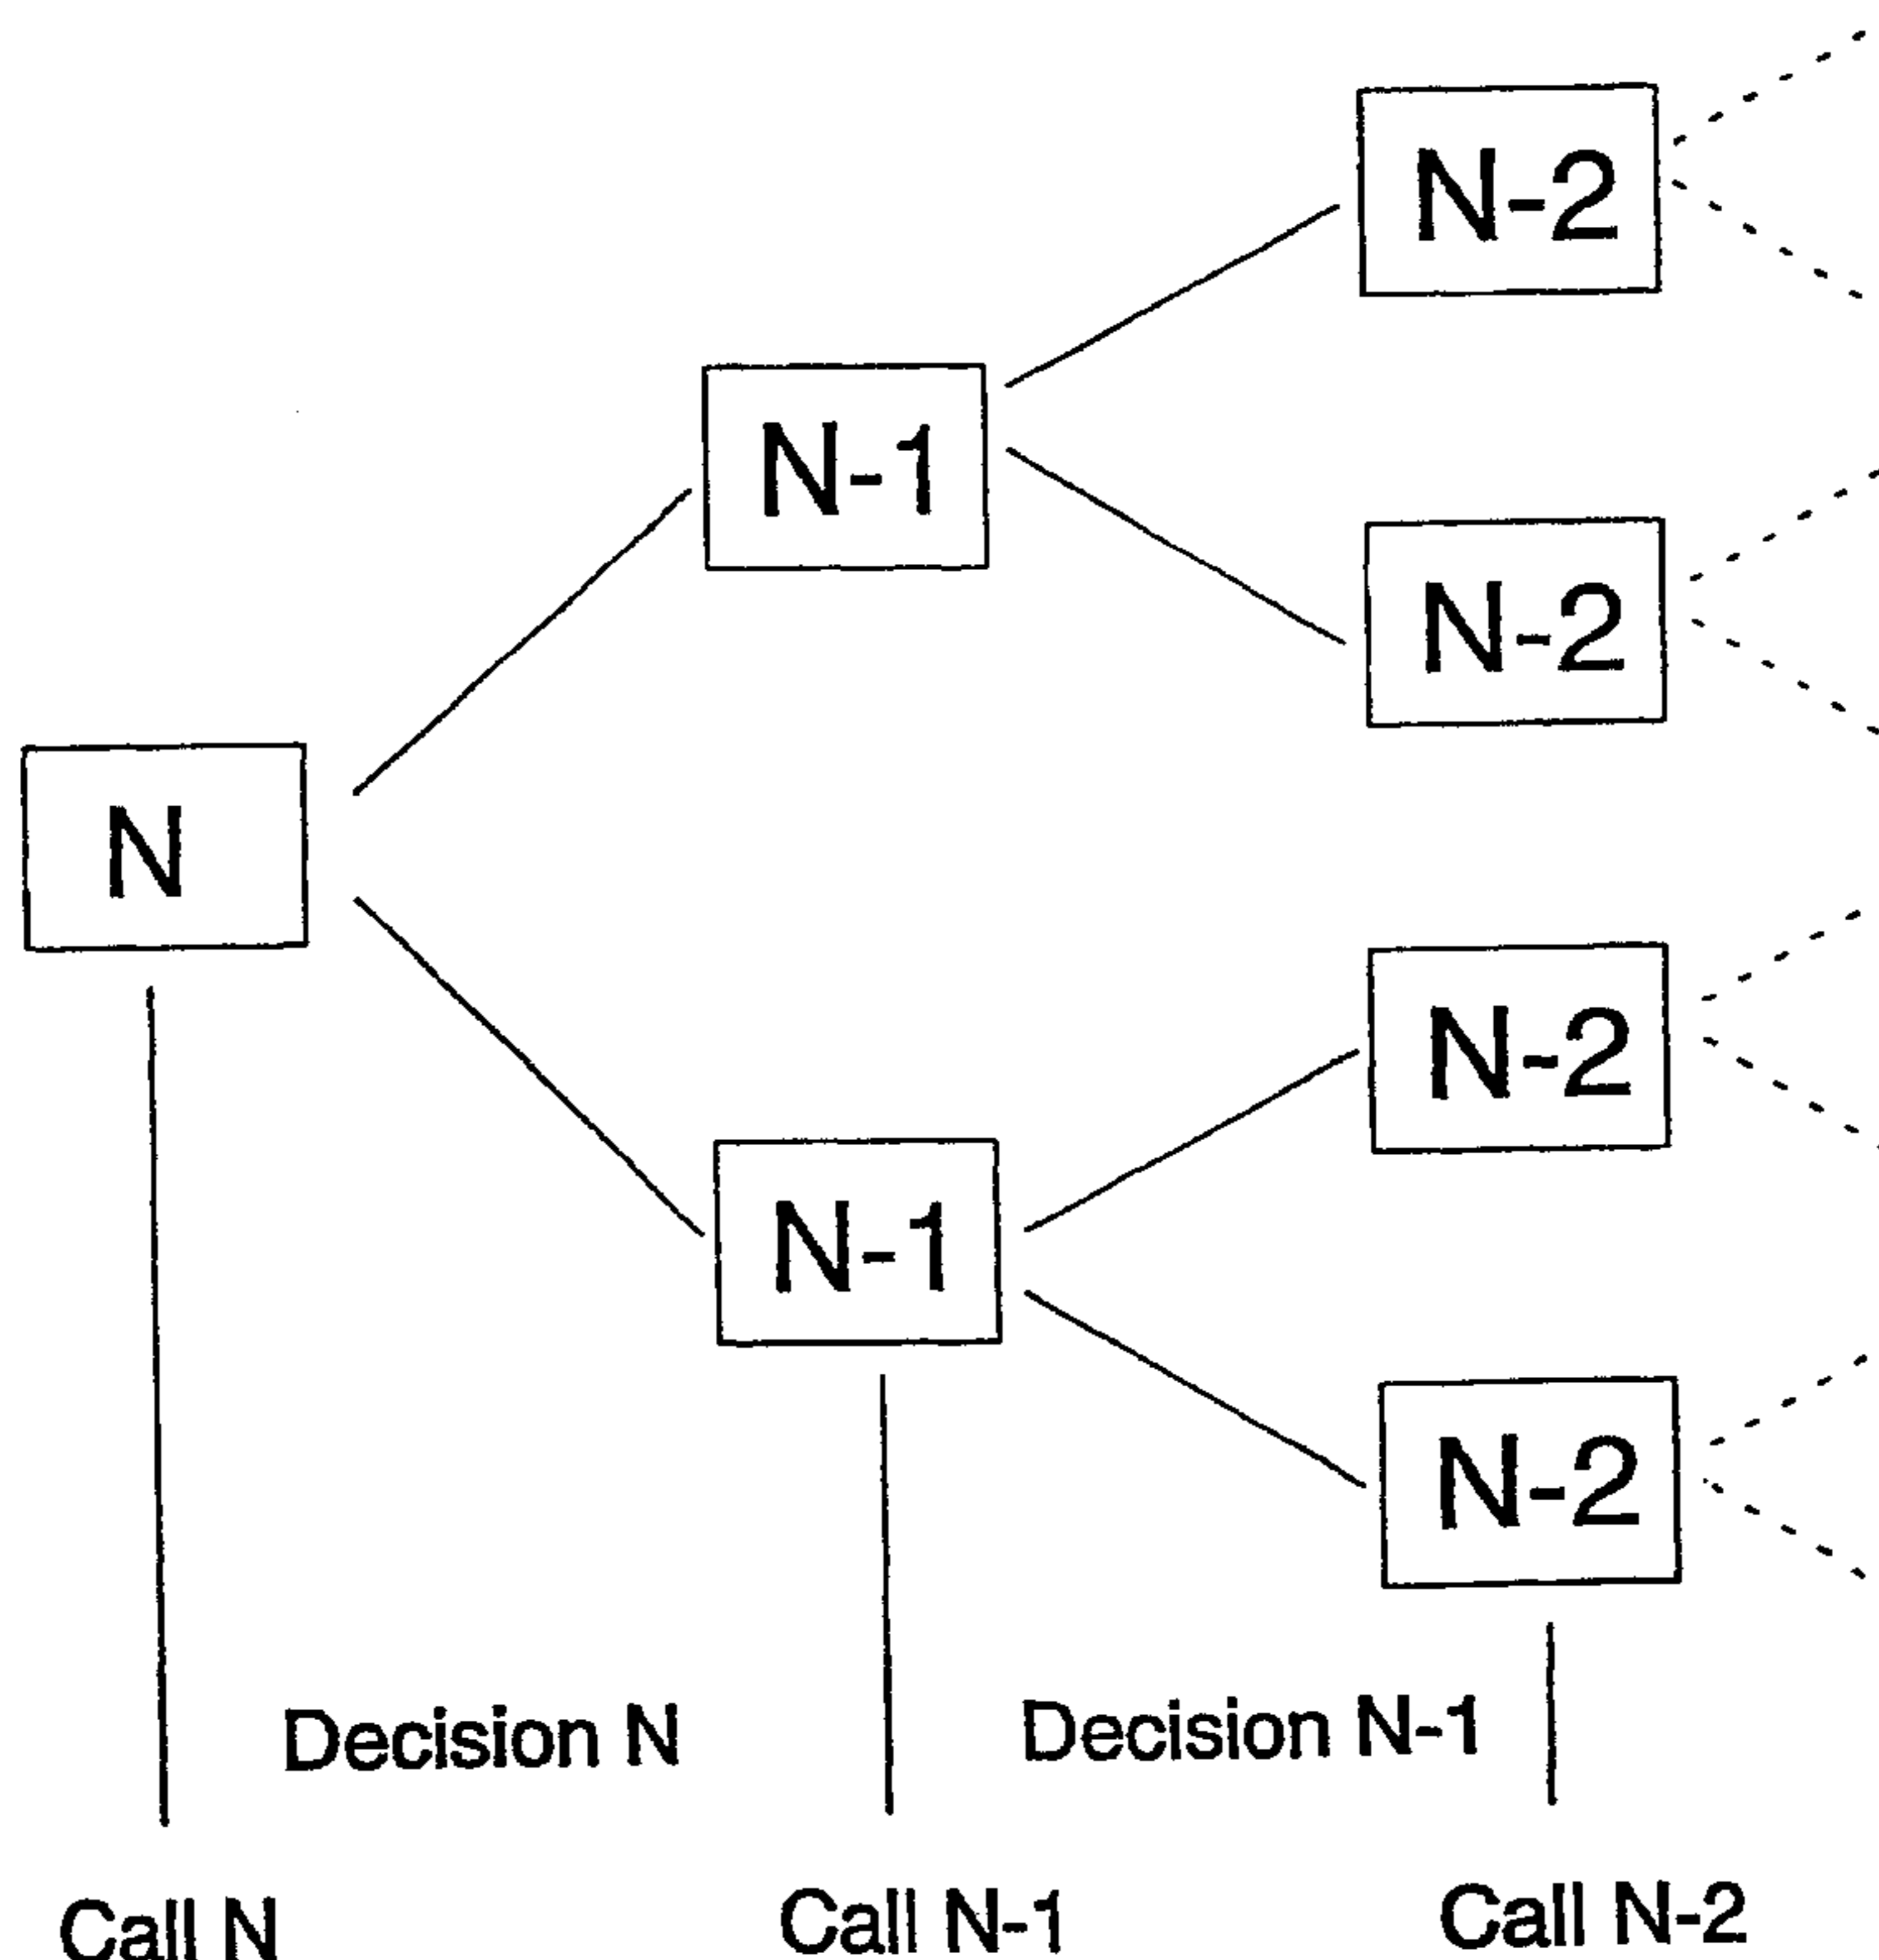 N-2
N-1
N-2
N
N-2
N-1
N-2
Decision N
Decision N-1
Call N
Call N-1
Call N-2